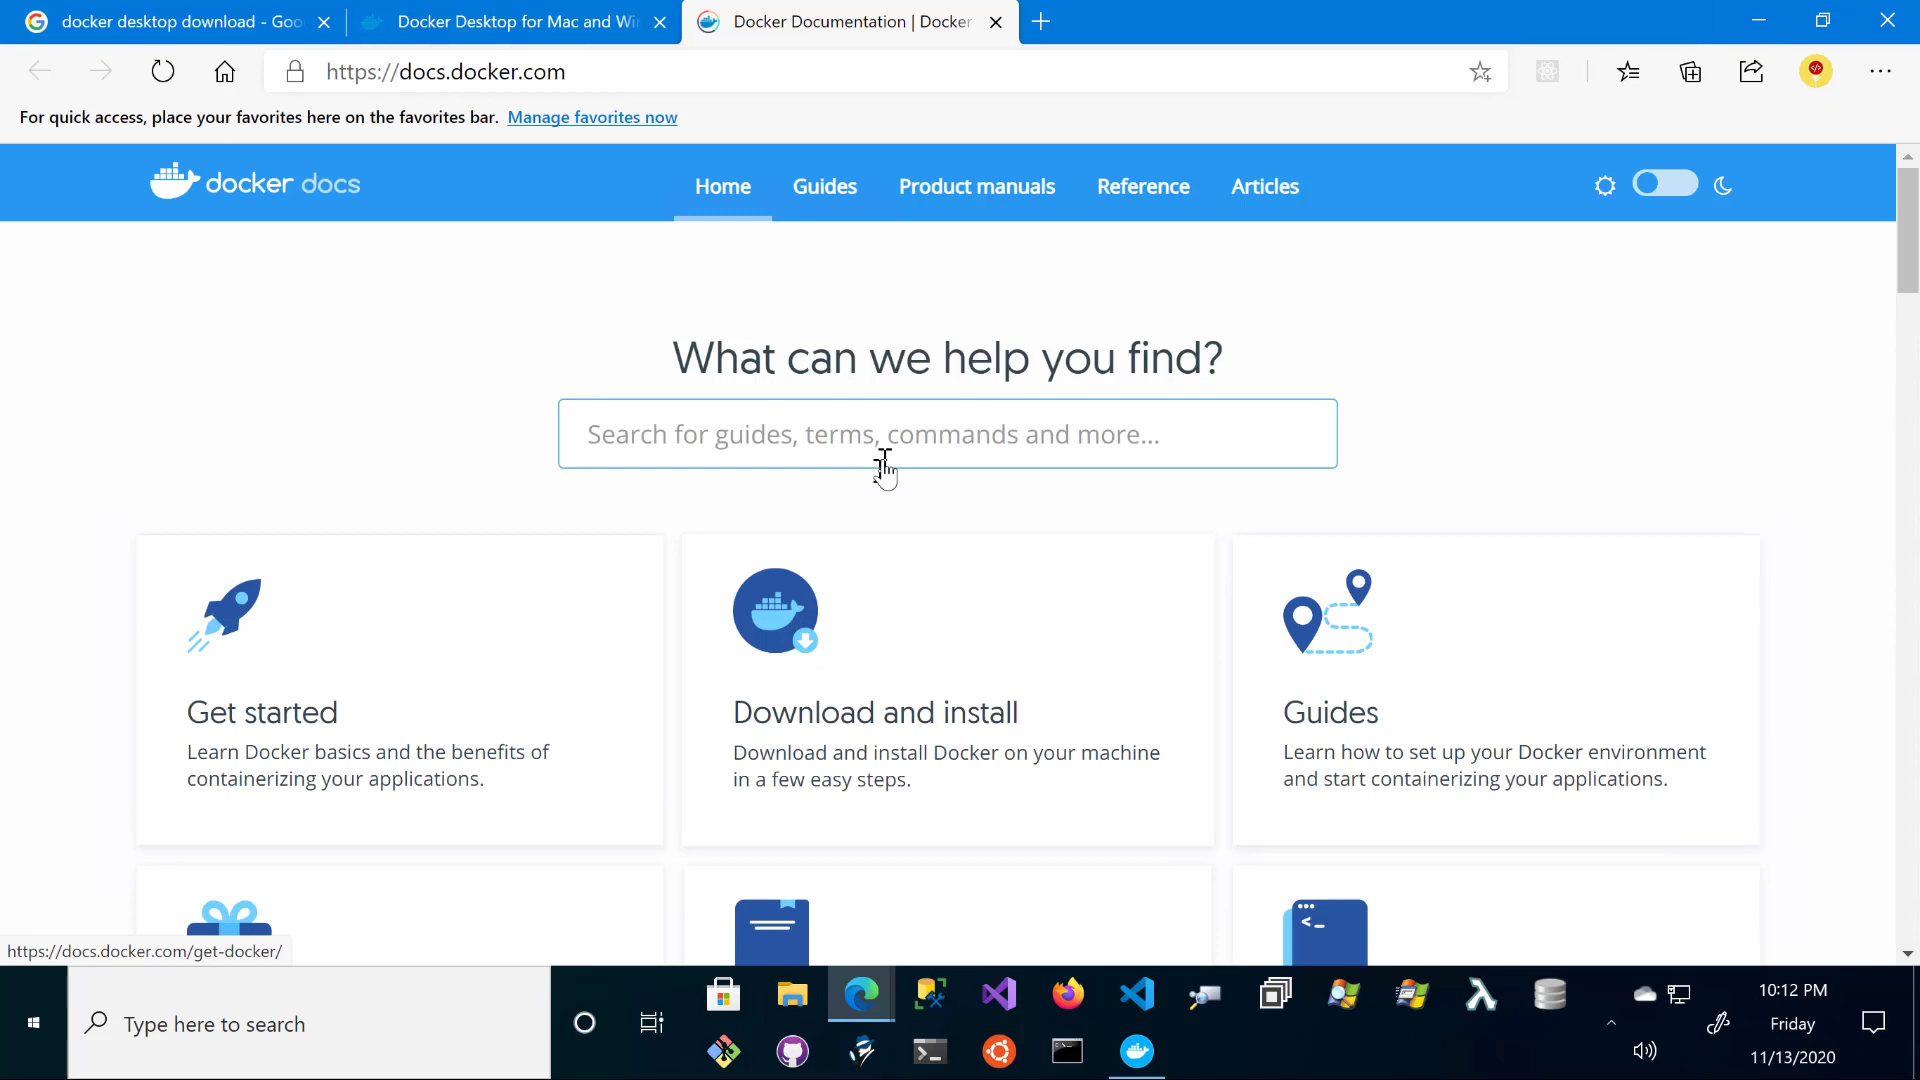 docker desktop download - Goo
Docker Desktop for Mac and Wi
Docker Documentation | Docker
https://docs.docker.com
For quick access, place your favorites here on the favorites bar. Manage favorites now
docker docs
Home
Guides
Product manuals
Reference
Articles
What can we help you find?
Search for guides, terms, commands and more...
Get started
Learn Docker basics and the benefits of
containerizing your applications.
Download and install
Download and install Docker on your machine
in a few easy steps.
Guides
Learn how to set up your Docker environment
and start containerizing your applications.
https://docs.docker.com/get-docker/
Type here to search
10:12 PM
Friday
11/13/2020